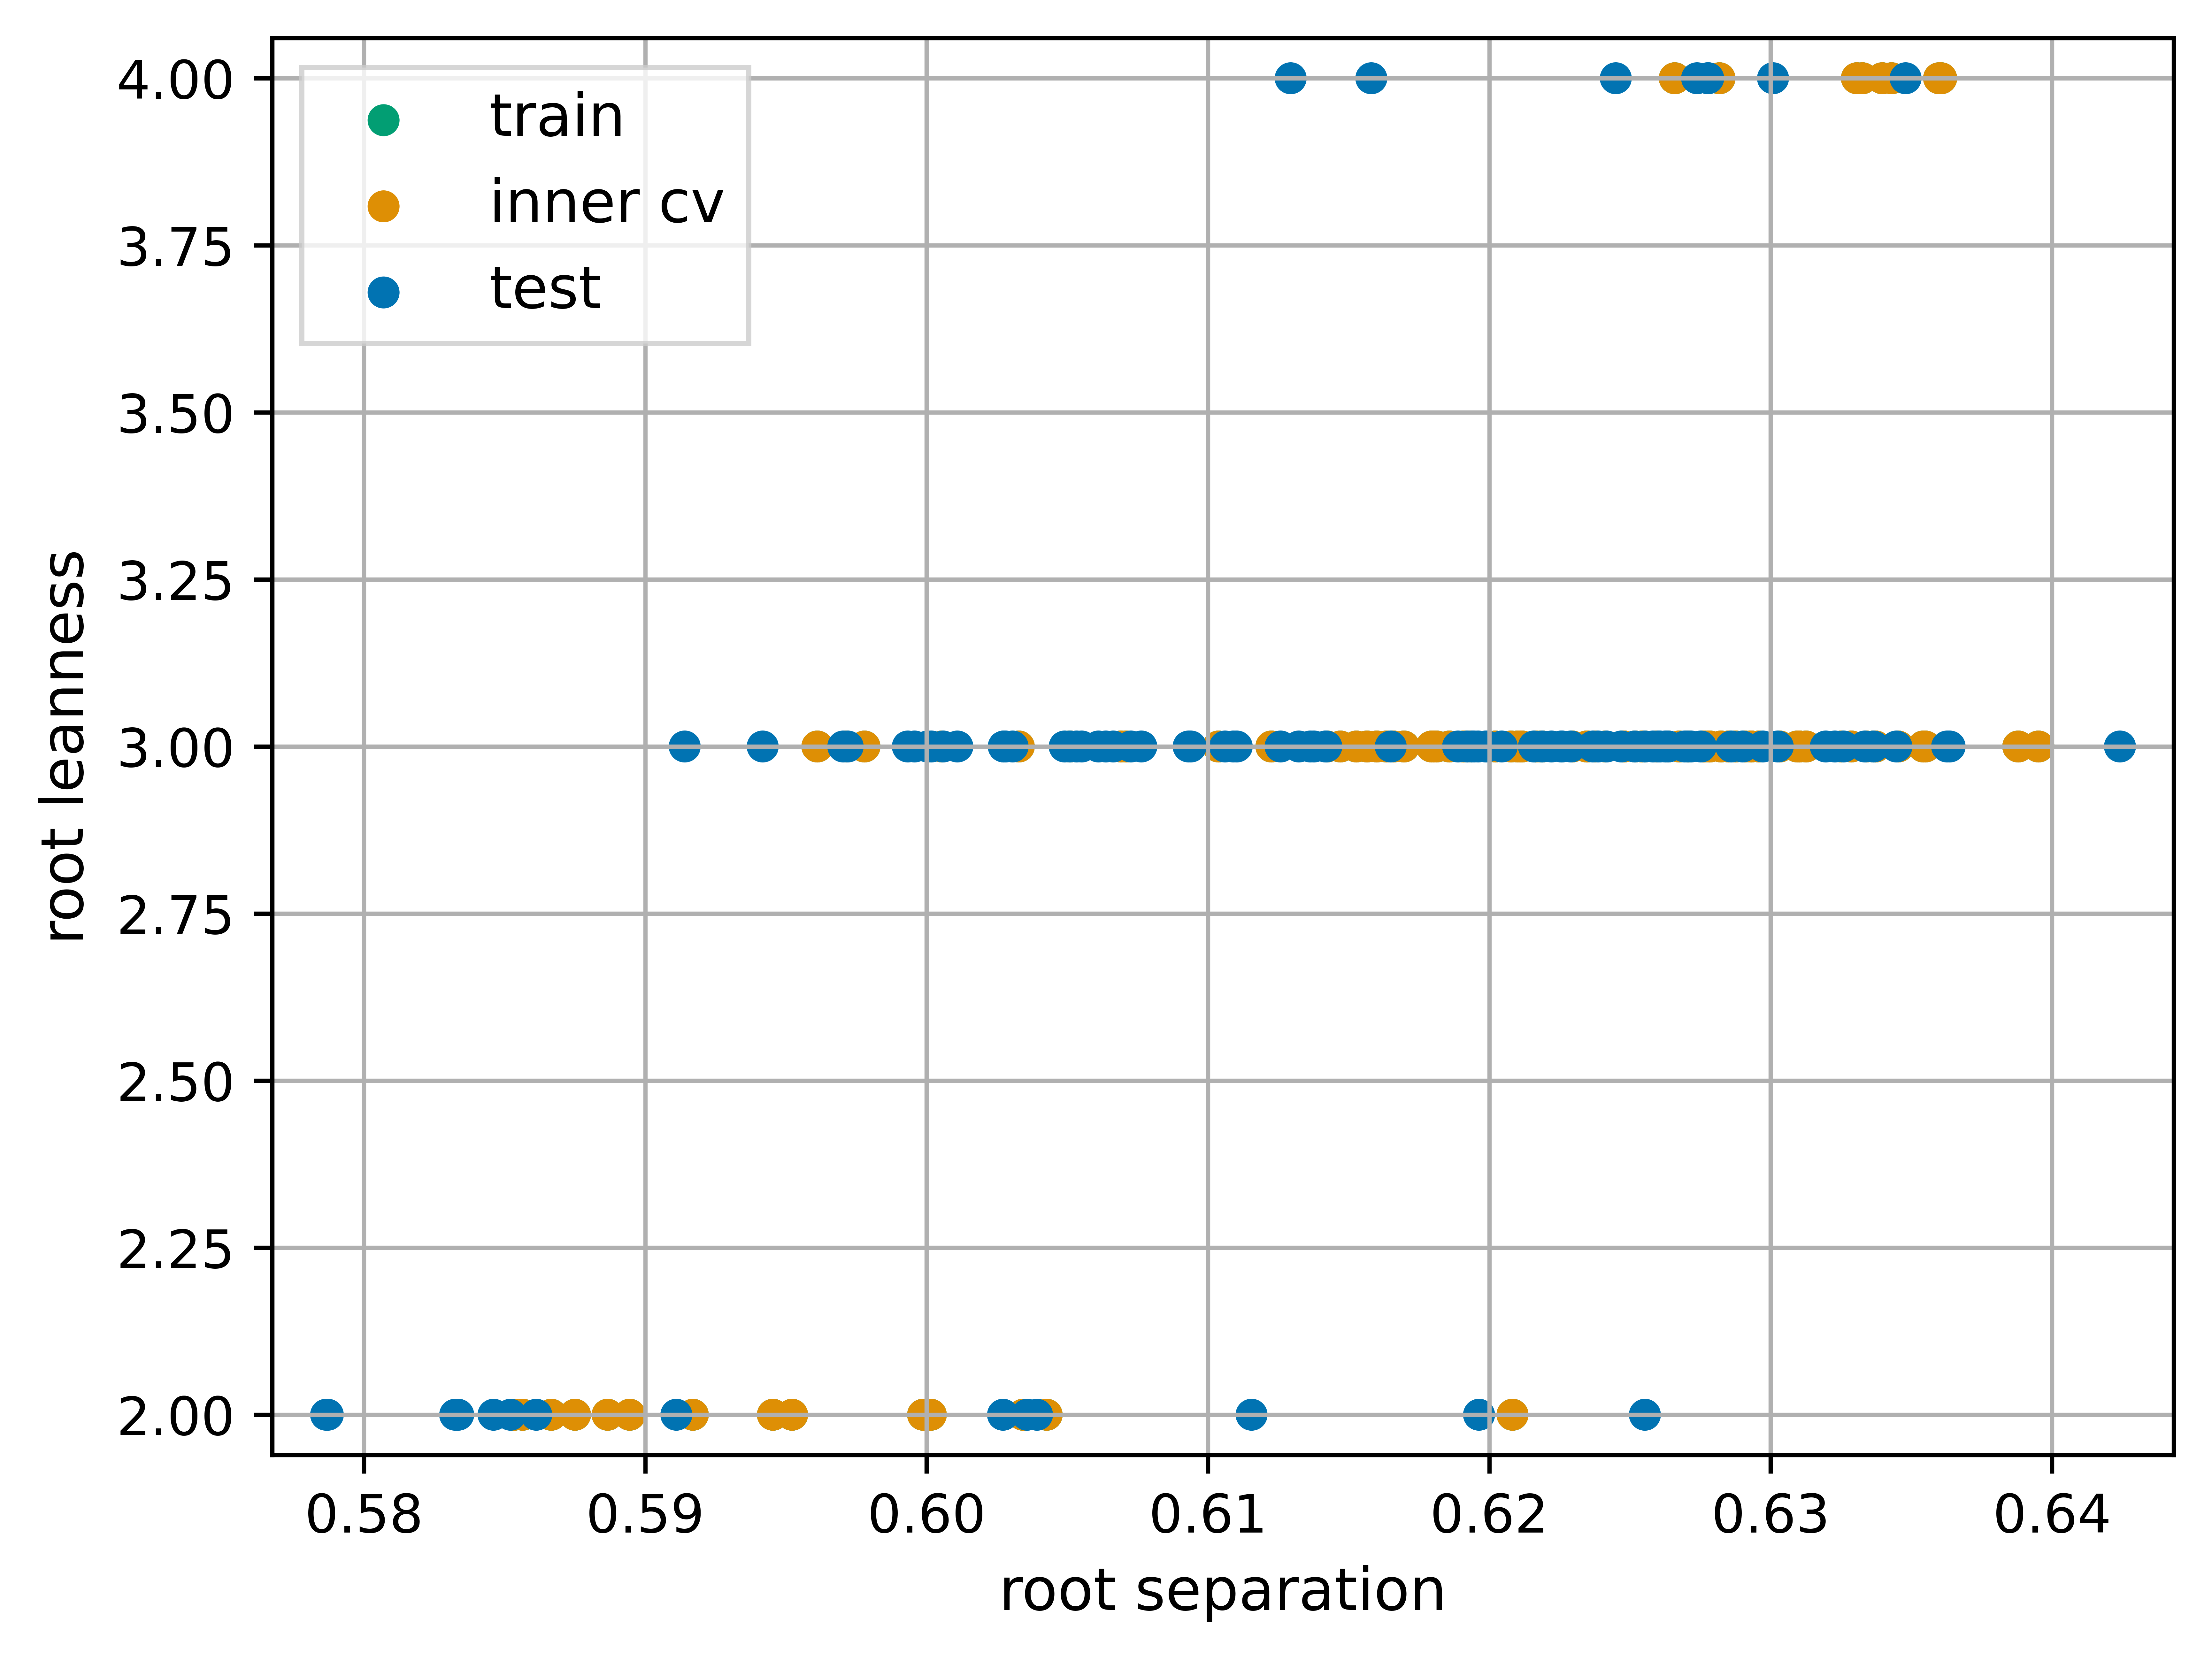 4.00
3.75
3.50
3.25
3.00
2.75
2.50
2.25
2.00
root leanness
train
inner cv
test
0.58 0.59 0.60 0.61 0.62 0.63 0.64
root separation